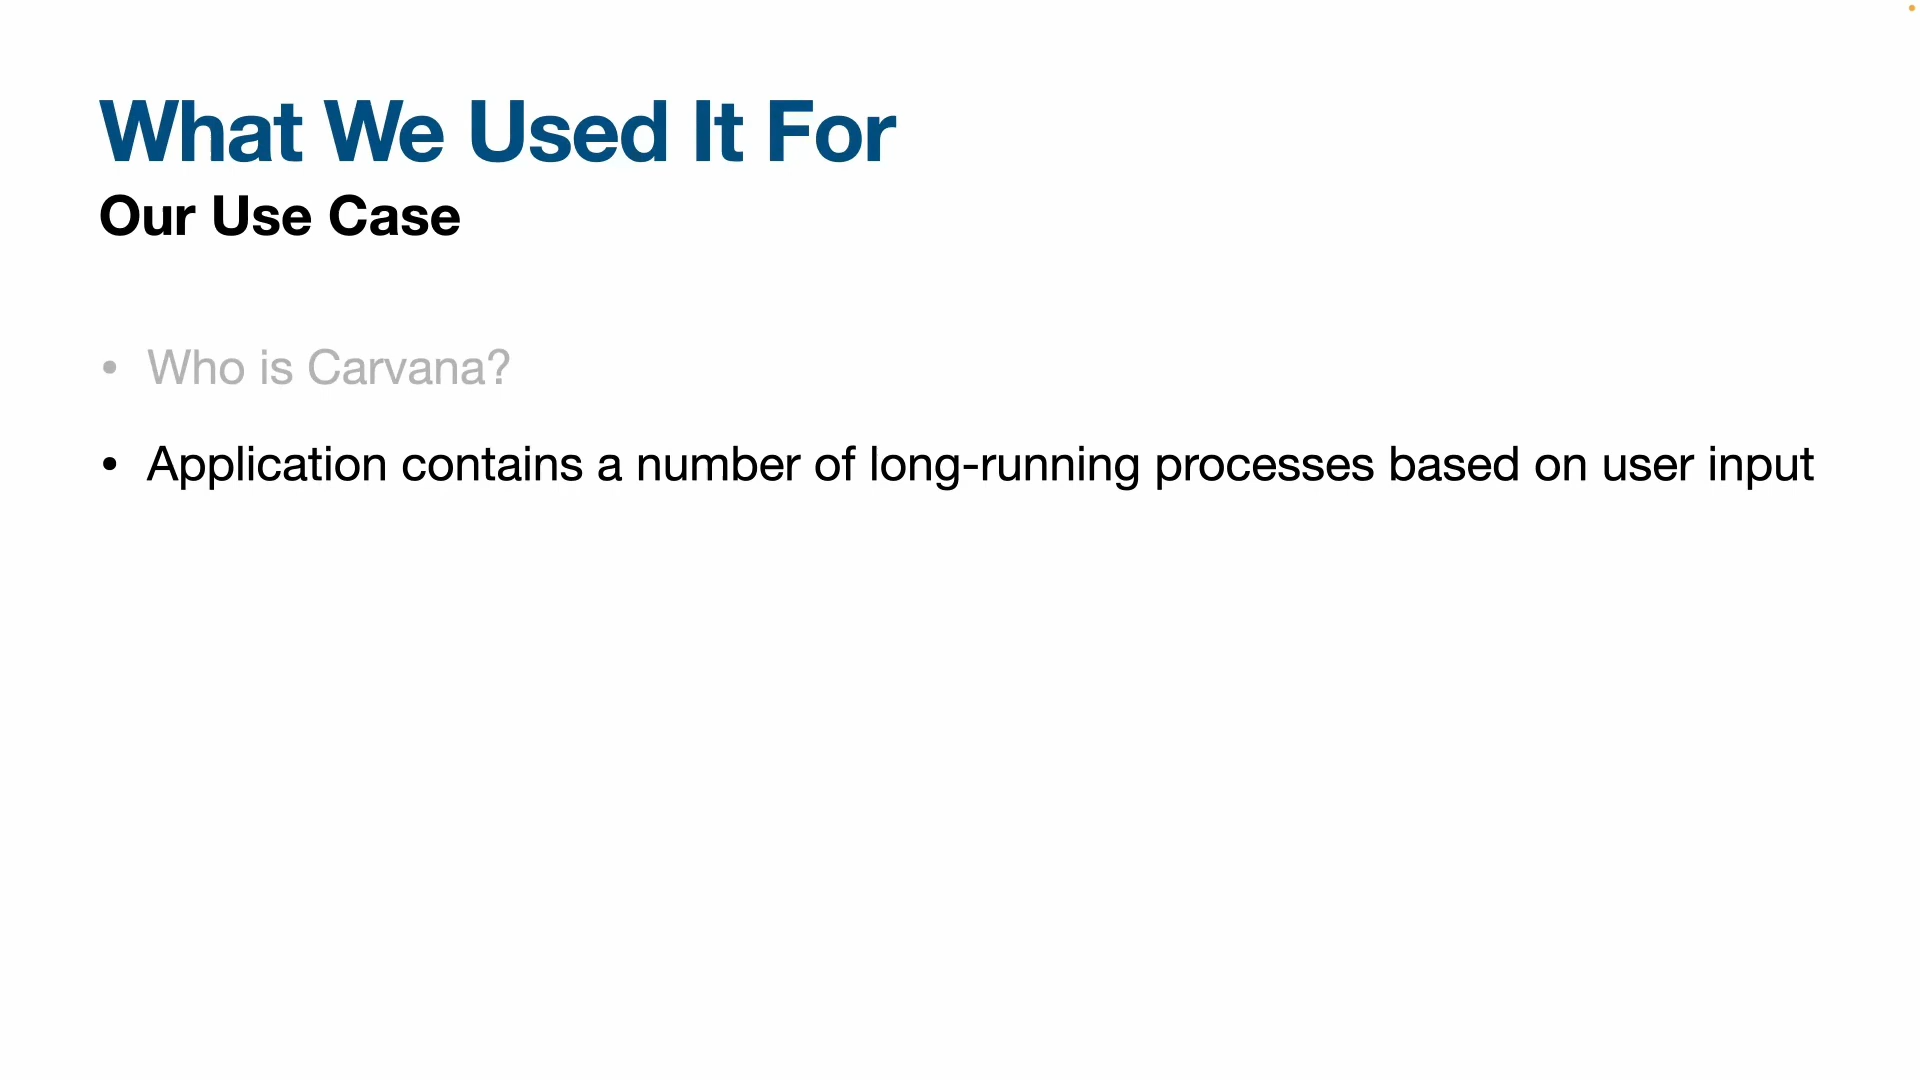 What We Used It For
Our Use Case
• Who is Carvana?
• Application contains a number of long-running processes based on user input